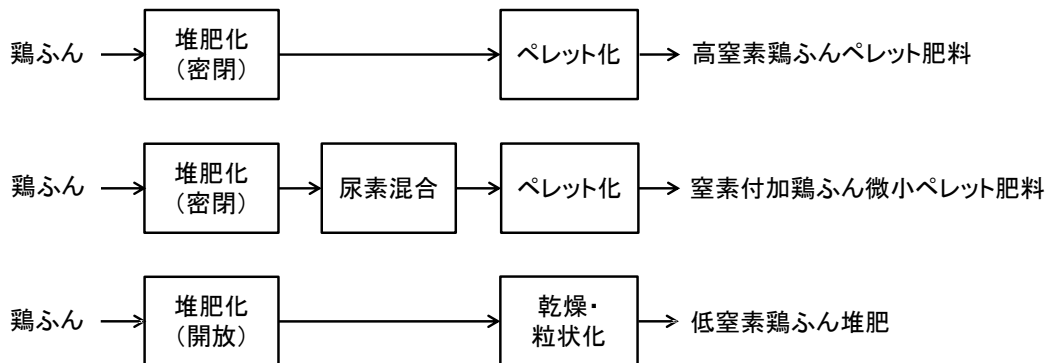 鶏ふん
堆肥化
(密閉)
ペレット化
高窒素鶏ふんペレット肥料
鶏ふん
堆肥化
(密閉)
尿素混合
ペレット化
窒素付加鶏ふん微小ペレット肥料
鶏ふん
堆肥化
(開放)
乾燥・
粒状化
低窒素鶏ふん堆肥